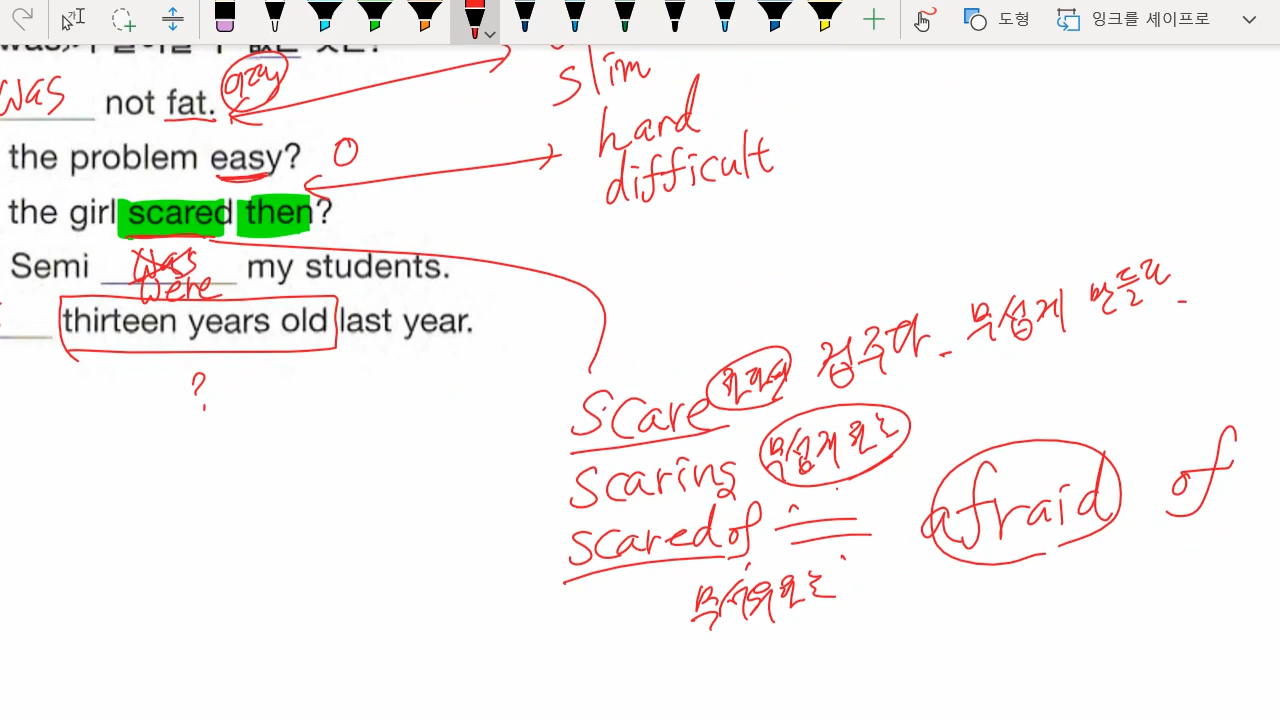 도형
잉크를 셰이프로
was not fat.
slim
the problem easy? O
hard
difficult
the girl scared then?
Semi was my students.
were
thirteen years old last year.
?
scare 겁주다. 무섭게 만들다.
scaring 무섭게 하는
scared of ≒ afraid of
무서워하는